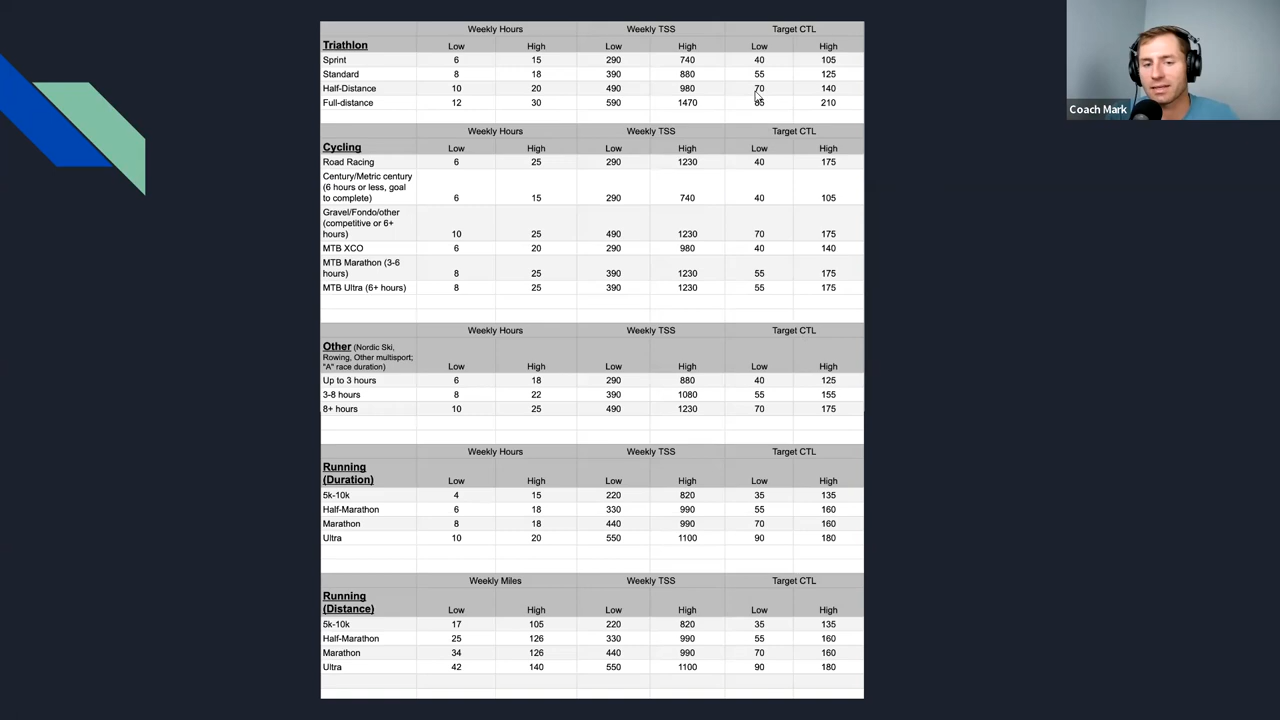 Weekly Hours Weekly TSS Target CTL
Triathlon Low High Low High Low High
Sprint 6 15 290 740 40 105
Standard 8 18 390 880 55 125
Half-Distance 10 20 490 980 70 140
Full-distance 12 30 590 1470 210
Coach Mark
Weekly Hours Weekly TSS Target CTL
Cycling Low High Low High Low High
Road Racing 6 25 290 1230 40 175
Century/Metric century
(6 hours or less, goal
to complete) 6 15 290 740 40 105
Gravel/Fondo/other
(competitive or 6+
hours) 10 25 490 1230 70 175
MTB XCO 6 20 290 980 40 140
MTB Marathon (3-6
hours) 8 25 390 1230 55 175
MTB Ultra (6+ hours) 8 25 390 1230 55 175
Weekly Hours Weekly TSS Target CTL
Other (Nordic Ski,
Rowing, Other multisport;
"A" race duration) Low High Low High Low High
Up to 3 hours 6 18 290 880 40 125
3-8 hours 8 22 390 1080 55 155
8+ hours 10 25 490 1230 70 175
Weekly Hours Weekly TSS Target CTL
Running
(Duration) Low High Low High Low High
5k-10k 4 15 220 820 35 135
Half-Marathon 6 18 330 990 55 160
Marathon 8 18 440 990 70 160
Ultra 10 20 550 1100 90 180
Weekly Miles Weekly TSS Target CTL
Running
(Distance) Low High Low High Low High
5k-10k 17 105 220 820 35 135
Half-Marathon 25 126 330 990 55 160
Marathon 34 126 440 990 70 160
Ultra 42 140 550 1100 90 180